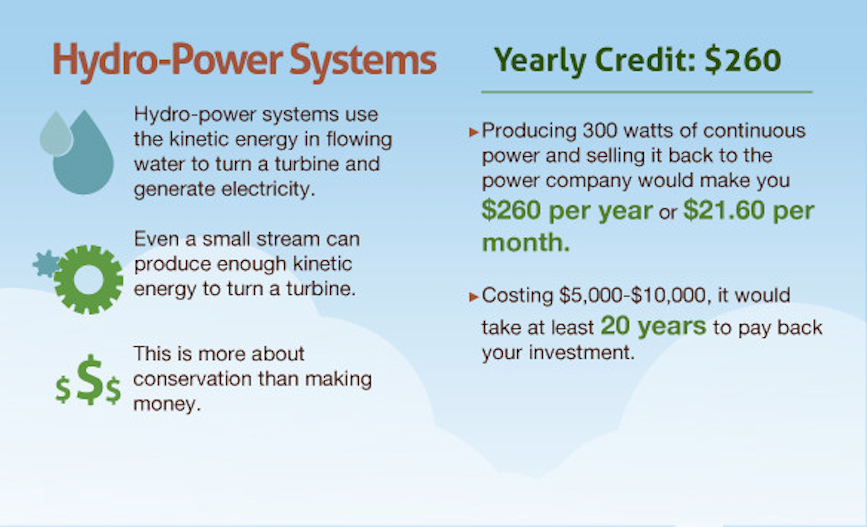 Hydro-Power Systems
Hydro-power systems use
the kinetic energy in flowing
water to turn a turbine and
generate electricity.
Even a small stream can
produce enough kinetic
energy to turn a turbine.
$$$
This is more about
conservation than making
money.
Yearly Credit: $260
▸Producing 300 watts of continuous
power and selling it back to the
power company would make you
$260 per year or $21.60 per
month.
▸Costing $5,000-$10,000, it would
take at least 20 years to pay back
your investment.